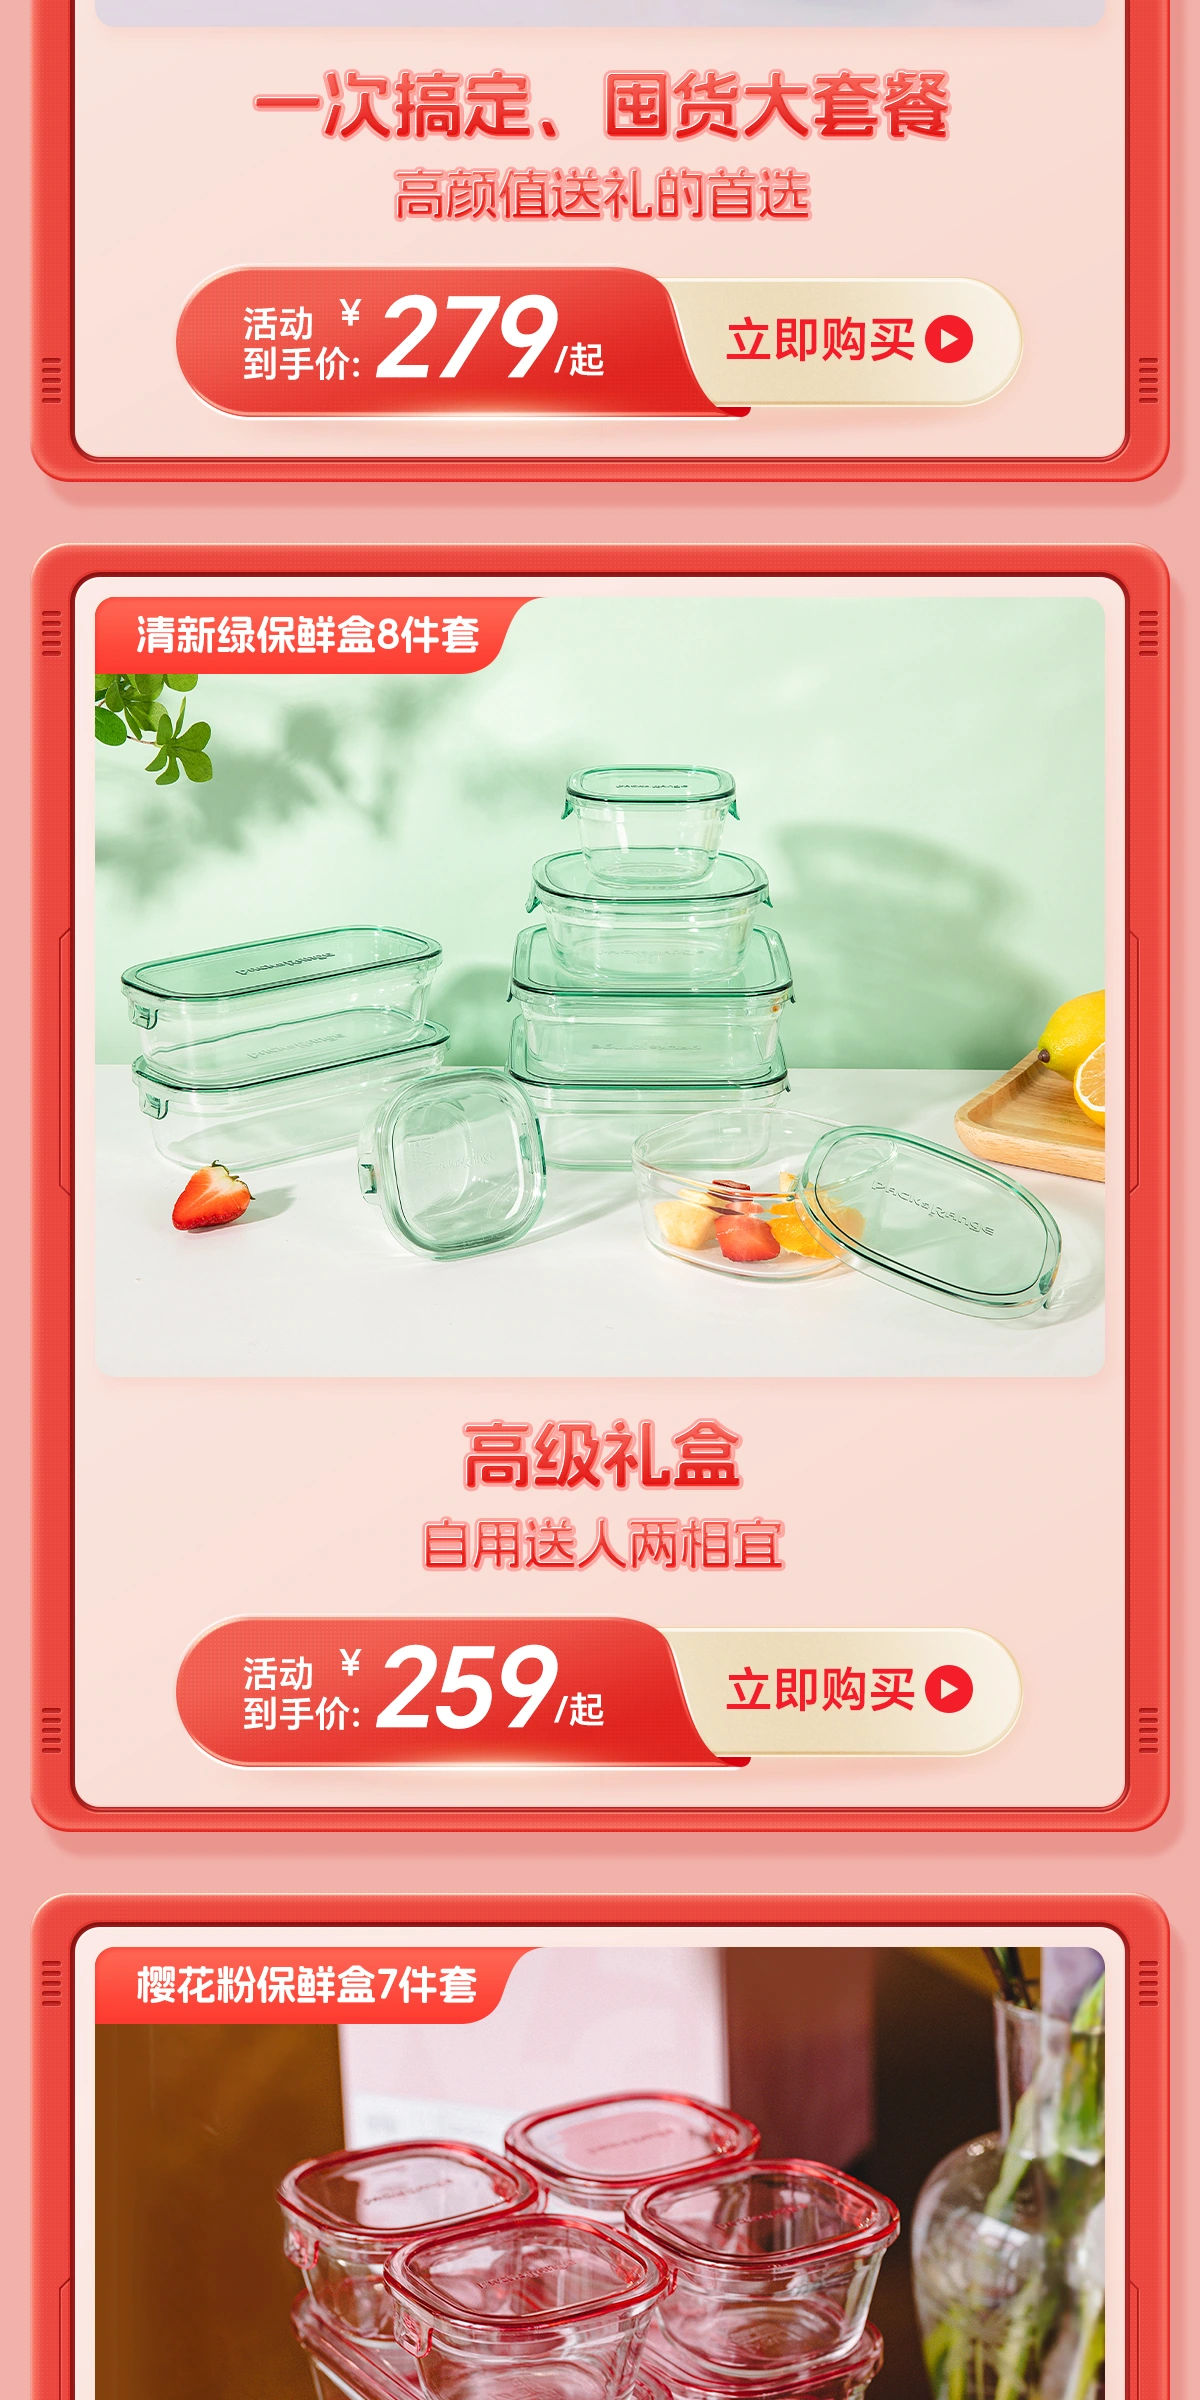 一次搞定、囤货大套餐
高颜值送礼的首选
活动
到手价:
¥279/起
立即购买
清新绿保鲜盒8件套
Pack&Range
高级礼盒
自用送人两相宜
活动
到手价:
¥259/起
立即购买
樱花粉保鲜盒7件套